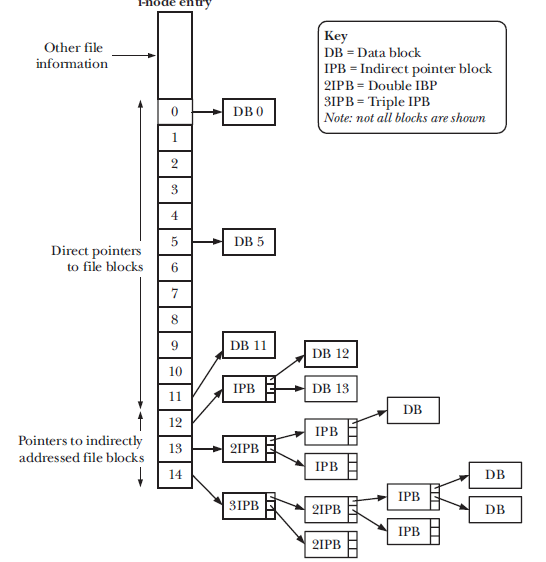 i-node entry
Other file
information
Key
DB = Data block
IPB = Indirect pointer block
2IPB = Double IBP
3IPB = Triple IPB
Note: not all blocks are shown
0
DB 0
1
2
3
4
5
DB 5
Direct pointers
to file blocks
6
7
8
9
DB 11
10
DB 12
11
IPB
DB 13
12
DB
IPB
Pointers to indirectly
addressed file blocks
13
2IPB
IPB
14
DB
3IPB
2IPB
IPB
DB
IPB
2IPB